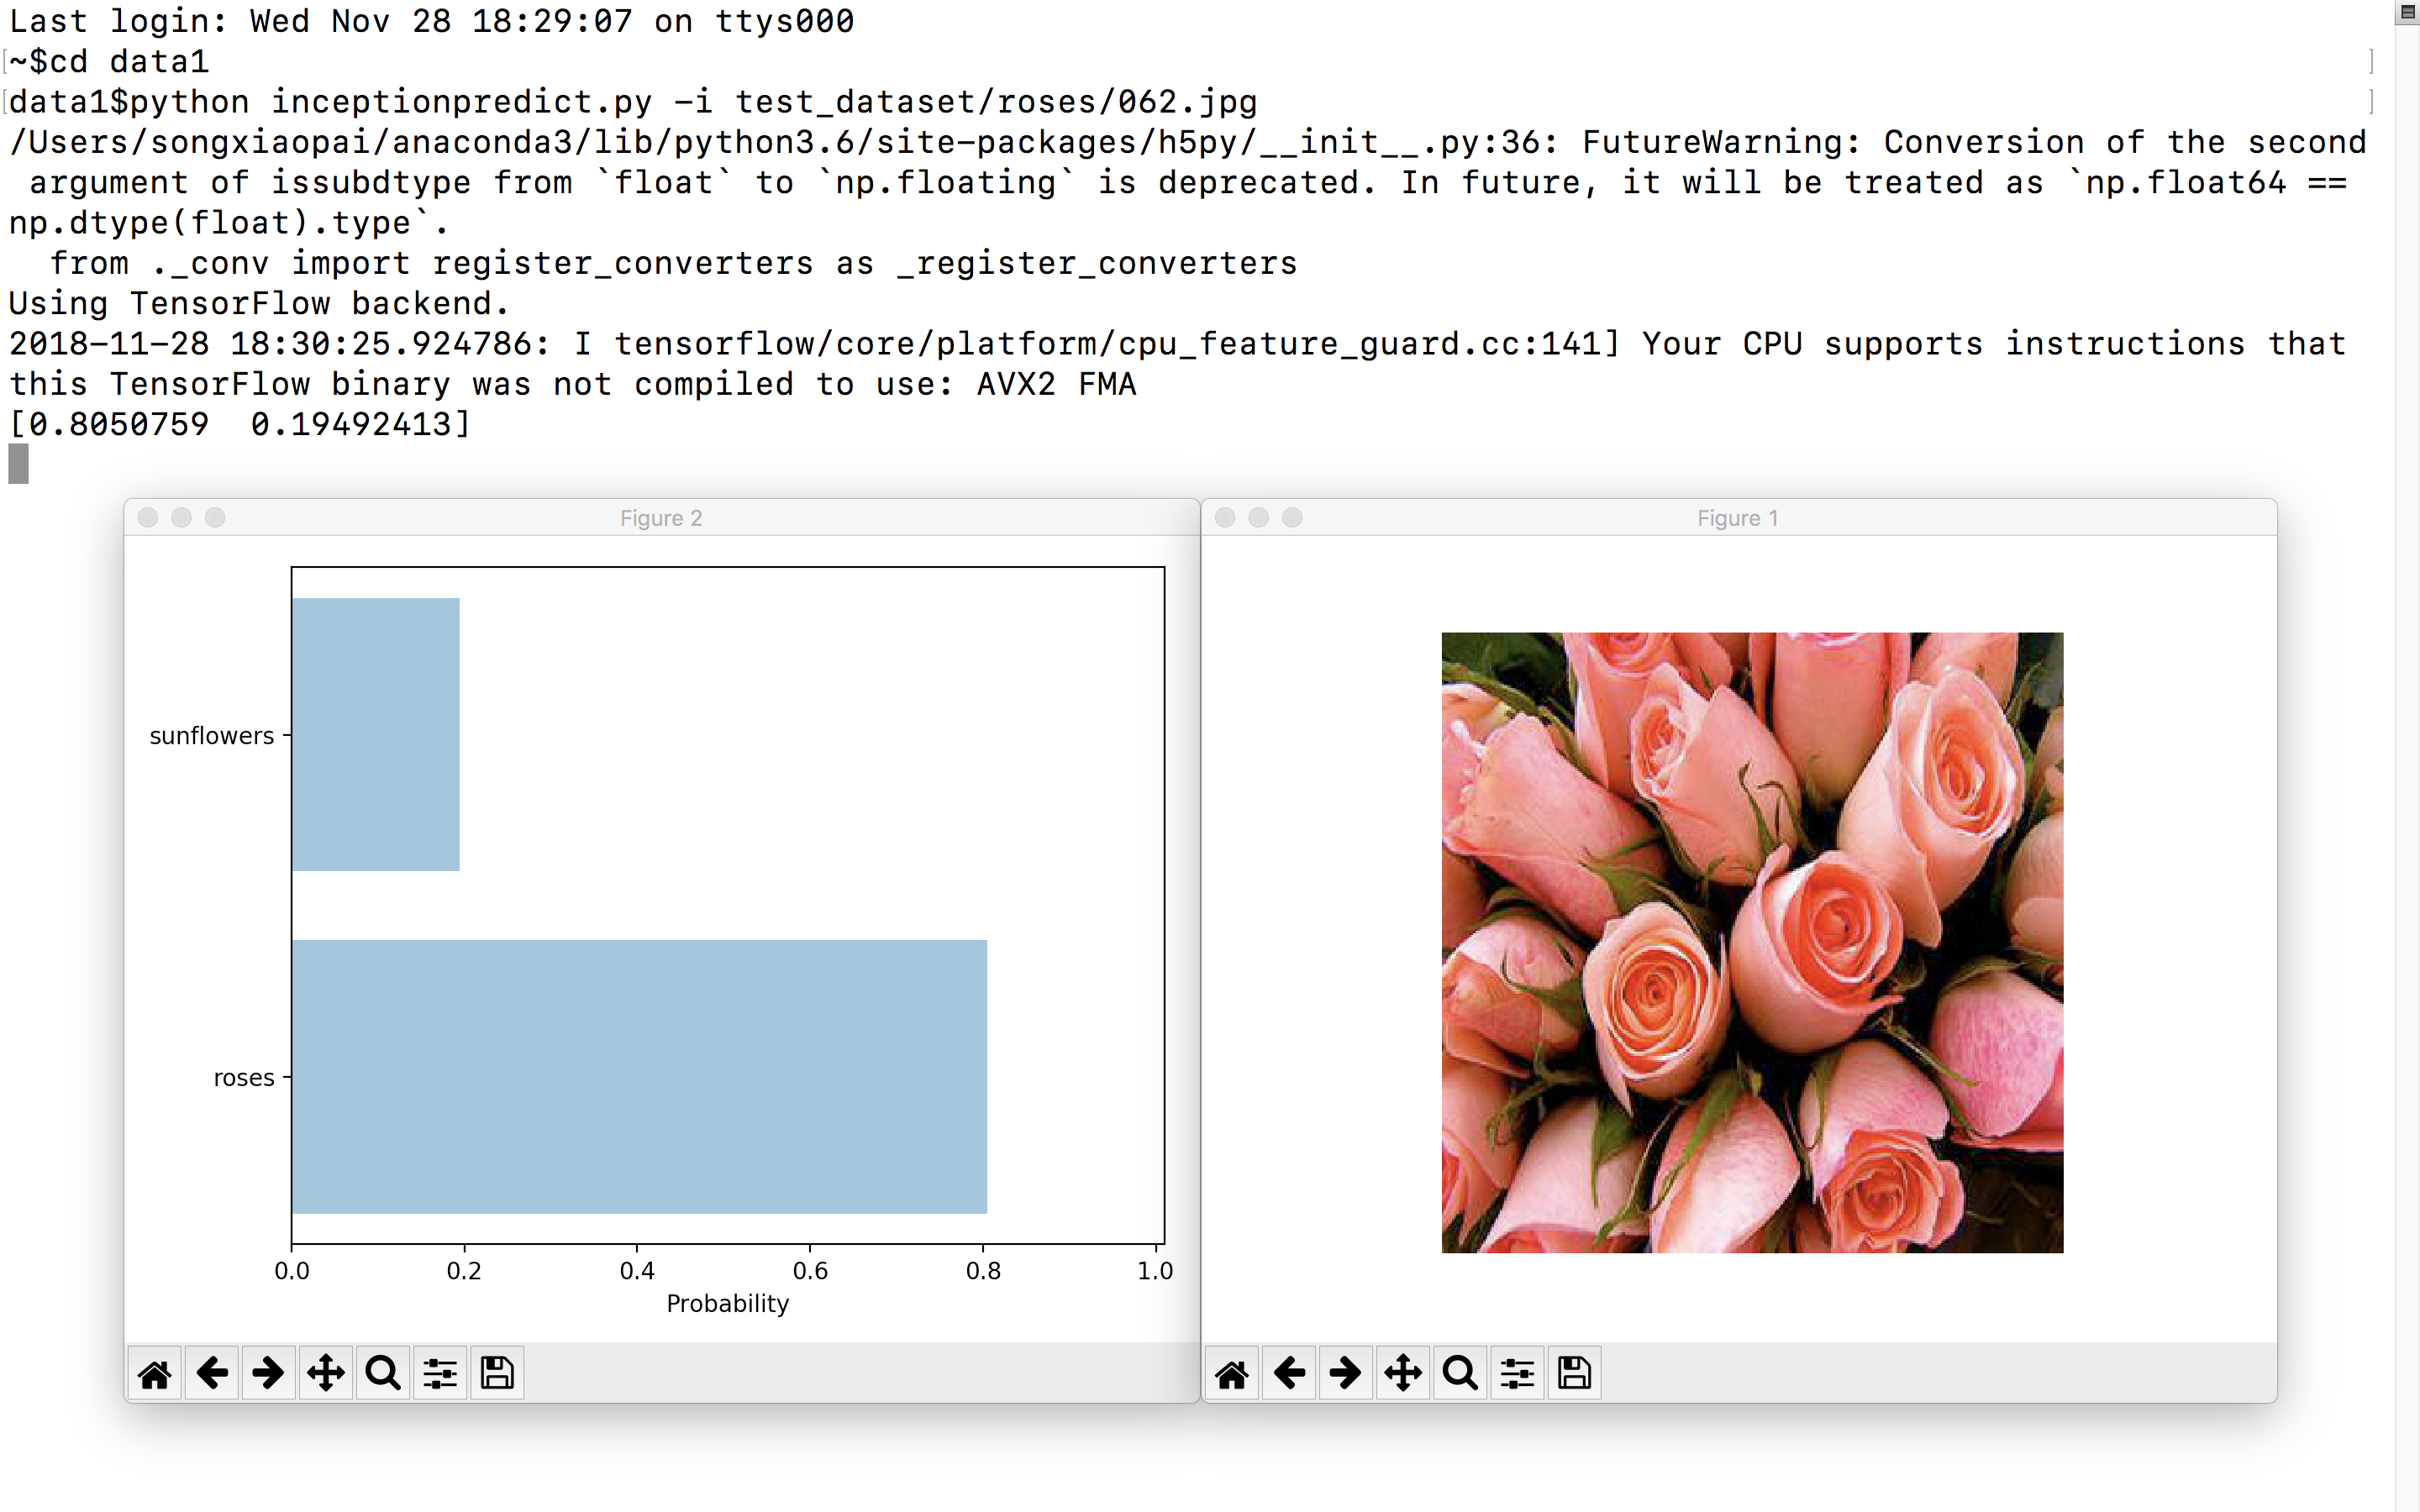 Last login: Wed Nov 28 18:29:07 on ttys000
[~$cd data1 ]
[data1$python inceptionpredict.py -i test_dataset/roses/062.jpg ]
/Users/songxiaopai/anaconda3/lib/python3.6/site-packages/h5py/__init__.py:36: FutureWarning: Conversion of the second
 argument of issubdtype from `float` to `np.floating` is deprecated. In future, it will be treated as `np.float64 ==
np.dtype(float).type`.
  from ._conv import register_converters as _register_converters
Using TensorFlow backend.
2018-11-28 18:30:25.924786: I tensorflow/core/platform/cpu_feature_guard.cc:141] Your CPU supports instructions that
this TensorFlow binary was not compiled to use: AVX2 FMA
[0.8050759  0.19492413]
Figure 2
sunflowers
roses
0.0 0.2 0.4 0.6 0.8 1.0
Probability
Figure 1